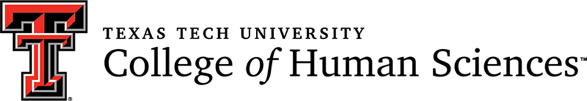 TEXAS TECH UNIVERSITY
College of Human Sciences™